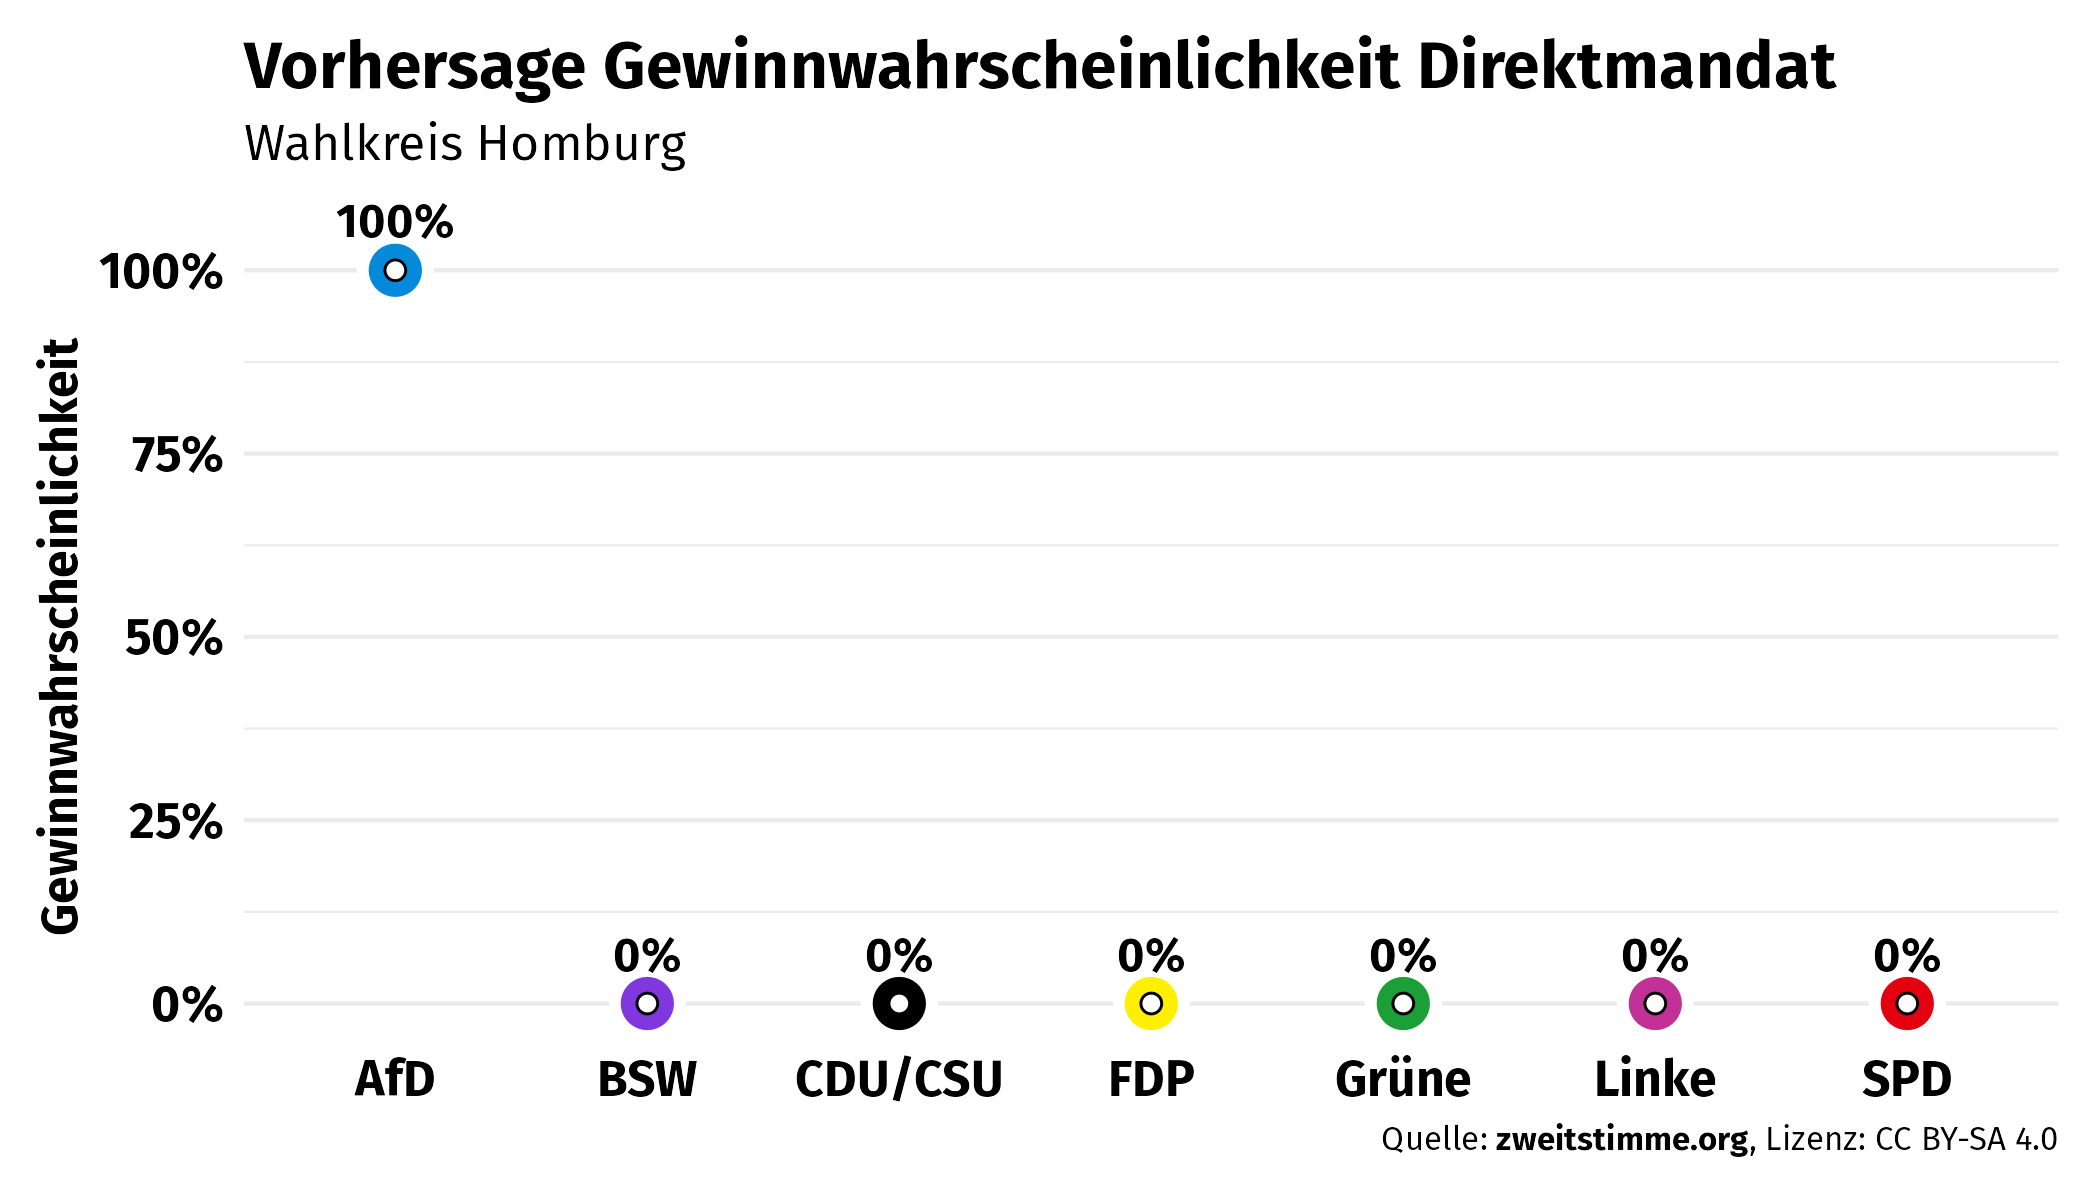 Vorhersage Gewinnwahrscheinlichkeit Direktmandat
Wahlkreis Homburg
Gewinnwahrscheinlichkeit
100%
75%
50%
25%
0%
100%
0%
0%
0%
0%
0%
0%
AfD
BSW
CDU/CSU
FDP
Grüne
Linke
SPD
Quelle: zweitstimme.org, Lizenz: CC BY-SA 4.0